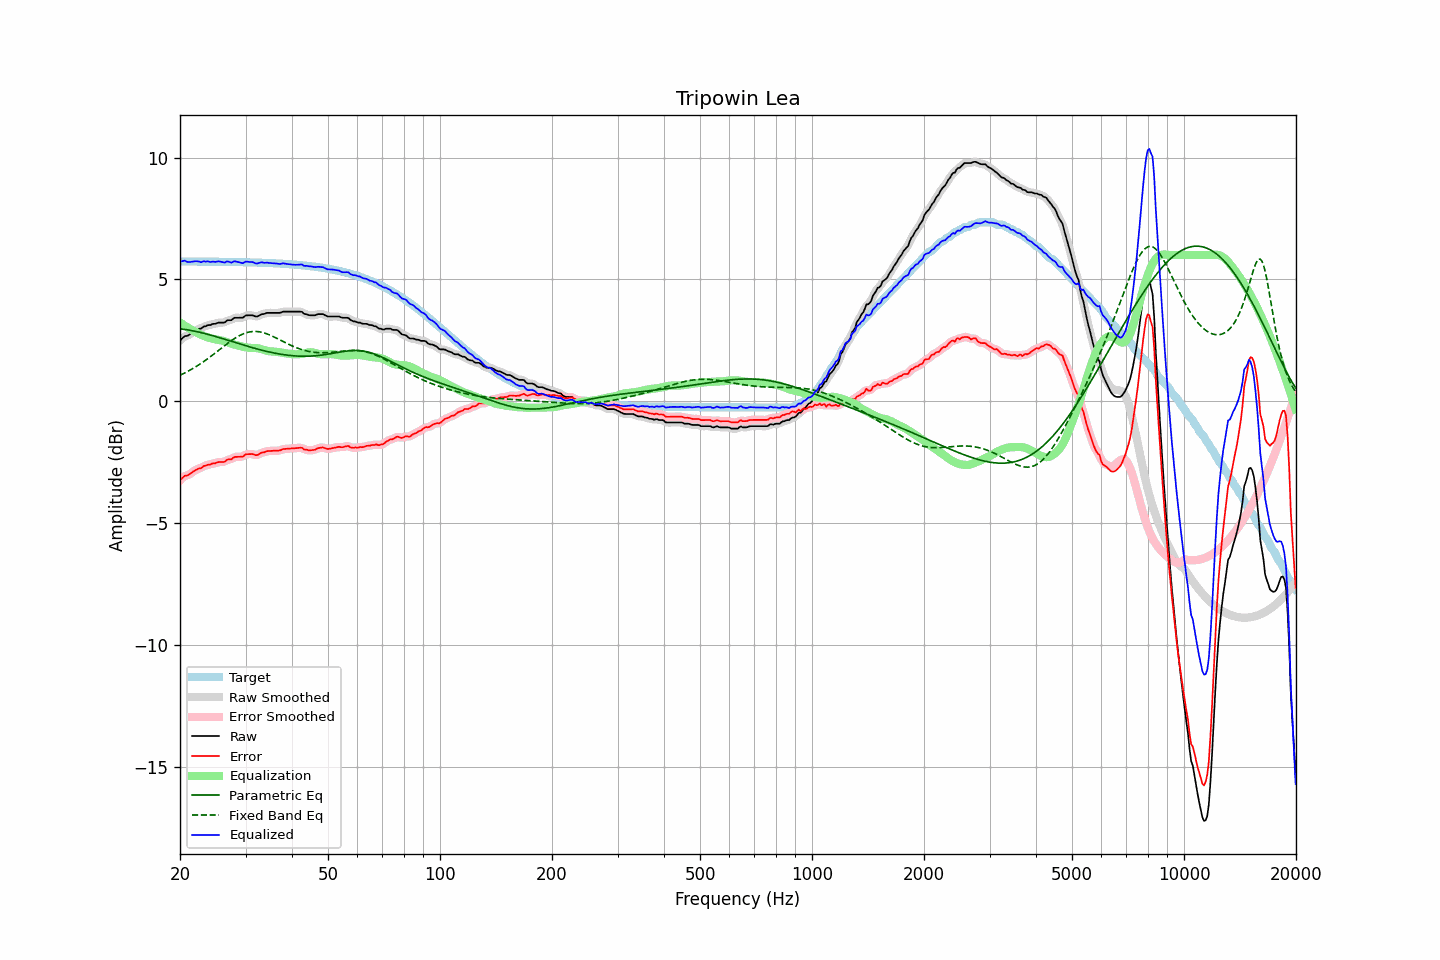 Tripowin Lea
Amplitude (dBr)
10
5
0
−5
−10
−15
Target
Raw Smoothed
Error Smoothed
Raw
Error
Equalization
Parametric Eq
Fixed Band Eq
Equalized
20
50
100
200
500
1000
2000
5000
10000
20000
Frequency (Hz)